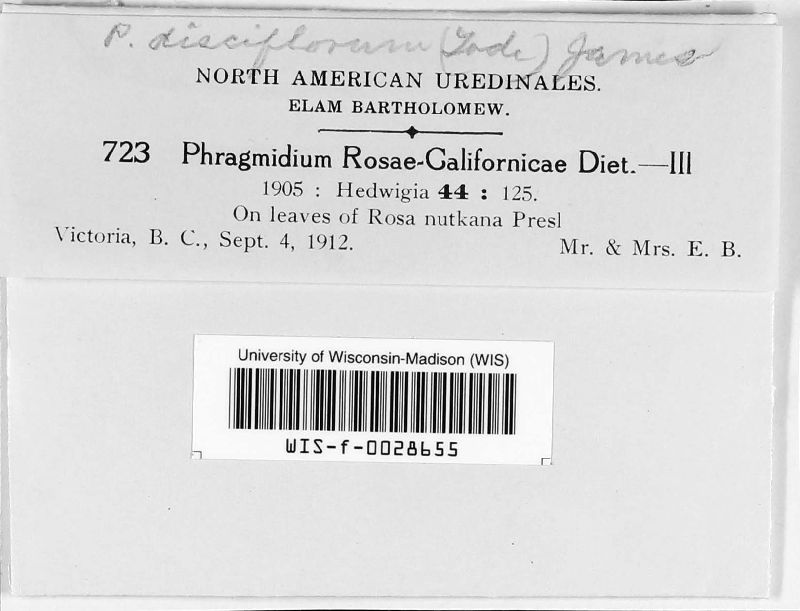 P. disciflorum (Tode) James
NORTH AMERICAN UREDINALES.
ELAM BARTHOLOMEW.
723 Phragmidium Rosae-Californicae Diet.—III
1905 : Hedwigia 44 : 125.
On leaves of Rosa nutkana Presl
Victoria, B. C., Sept. 4, 1912. Mr. & Mrs. E. B.
University of Wisconsin-Madison (WIS)
WIS-f-0028655